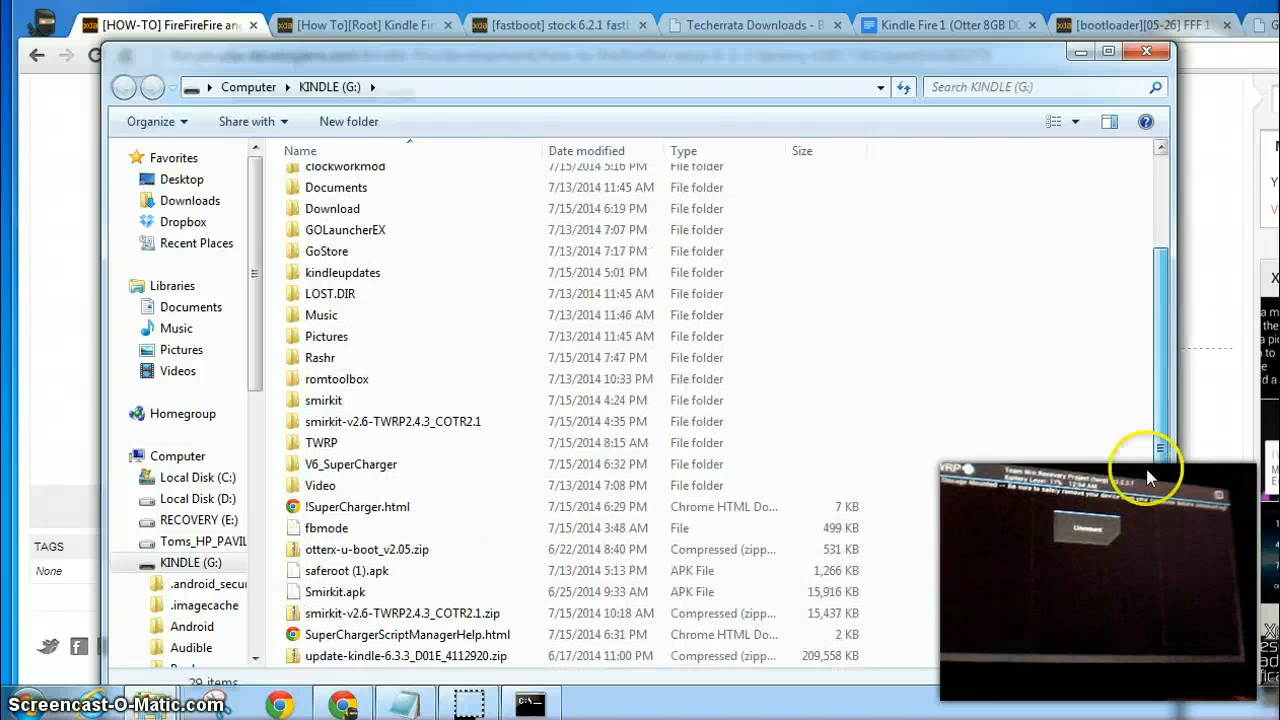 [HOW-TO] FireFireFire an
[How To][Root] Kindle Fir
[fastboot] stock 6.2.1 fast
Techerrata Downloads - B
Kindle Fire 1 (Otter 8GB D
[bootloader][05-26] FFF 1.
Computer
KINDLE (G:)
Search KINDLE (G:)
Organize
Share with
New folder
Name
Date modified
Type
Size
Favorites
Desktop
Downloads
Dropbox
Recent Places
Libraries
Documents
Music
Pictures
Videos
Homegroup
Computer
Local Disk (C:)
Local Disk (D:)
RECOVERY (E:)
Toms_HP_PAVIL
KINDLE (G:)
.android_secu
.imagecache
Android
Audible
clockworkmod 7/15/2014 5:16 PM File folder
Documents 7/13/2014 11:45 AM File folder
Download 7/15/2014 6:19 PM File folder
GOLauncherEX 7/13/2014 7:07 PM File folder
GoStore 7/13/2014 7:17 PM File folder
kindleupdates 7/15/2014 5:01 PM File folder
LOST.DIR 7/13/2014 11:45 AM File folder
Music 7/13/2014 11:46 AM File folder
Pictures 7/13/2014 11:45 AM File folder
Rashr 7/15/2014 7:47 PM File folder
romtoolbox 7/13/2014 10:33 PM File folder
smirkit 7/15/2014 4:24 PM File folder
smirkit-v2.6-TWRP2.4.3_COTR2.1 7/15/2014 4:35 PM File folder
TWRP 7/15/2014 8:15 AM File folder
V6_SuperCharger 7/15/2014 6:32 PM File folder
Video 7/13/2014 7:08 PM File folder
!SuperCharger.html 7/15/2014 6:29 PM Chrome HTML Do... 7 KB
fbmode 7/15/2014 3:48 AM File 499 KB
otterx-u-boot_v2.05.zip 6/22/2014 8:40 PM Compressed (zipp... 531 KB
saferoot (1).apk 7/13/2014 5:13 PM APK File 1,266 KB
Smirkit.apk 6/25/2014 9:33 AM APK File 15,916 KB
smirkit-v2.6-TWRP2.4.3_COTR2.1.zip 7/15/2014 10:18 AM Compressed (zipp... 15,437 KB
SuperChargerScriptManagerHelp.html 7/15/2014 6:31 PM Chrome HTML Do... 2 KB
update-kindle-6.3.3_D01E_4112920.zip 6/17/2014 11:00 PM Compressed (zipp... 209,558 KB
29 items
TAGS
None
Unmount
Screencast-O-Matic.com